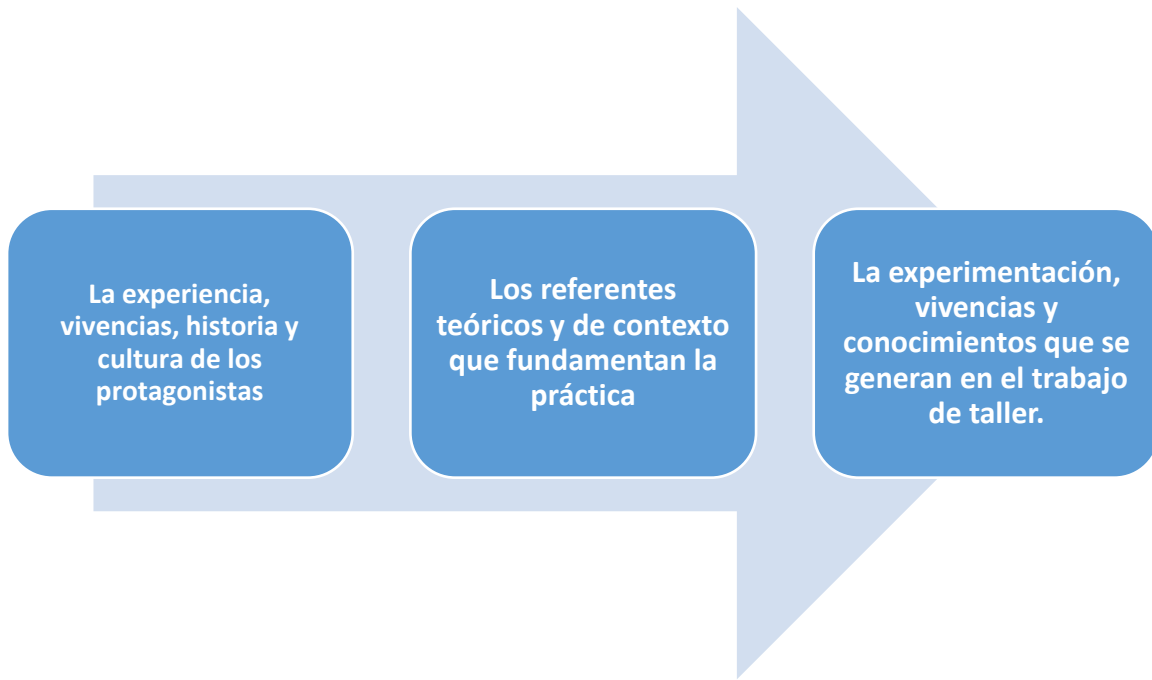 La experiencia,
vivencias, historia y
cultura de los
protagonistas
Los referentes
teóricos y de contexto
que fundamentan la
práctica
La experimentación,
vivencias y
conocimientos que se
generan en el trabajo
de taller.